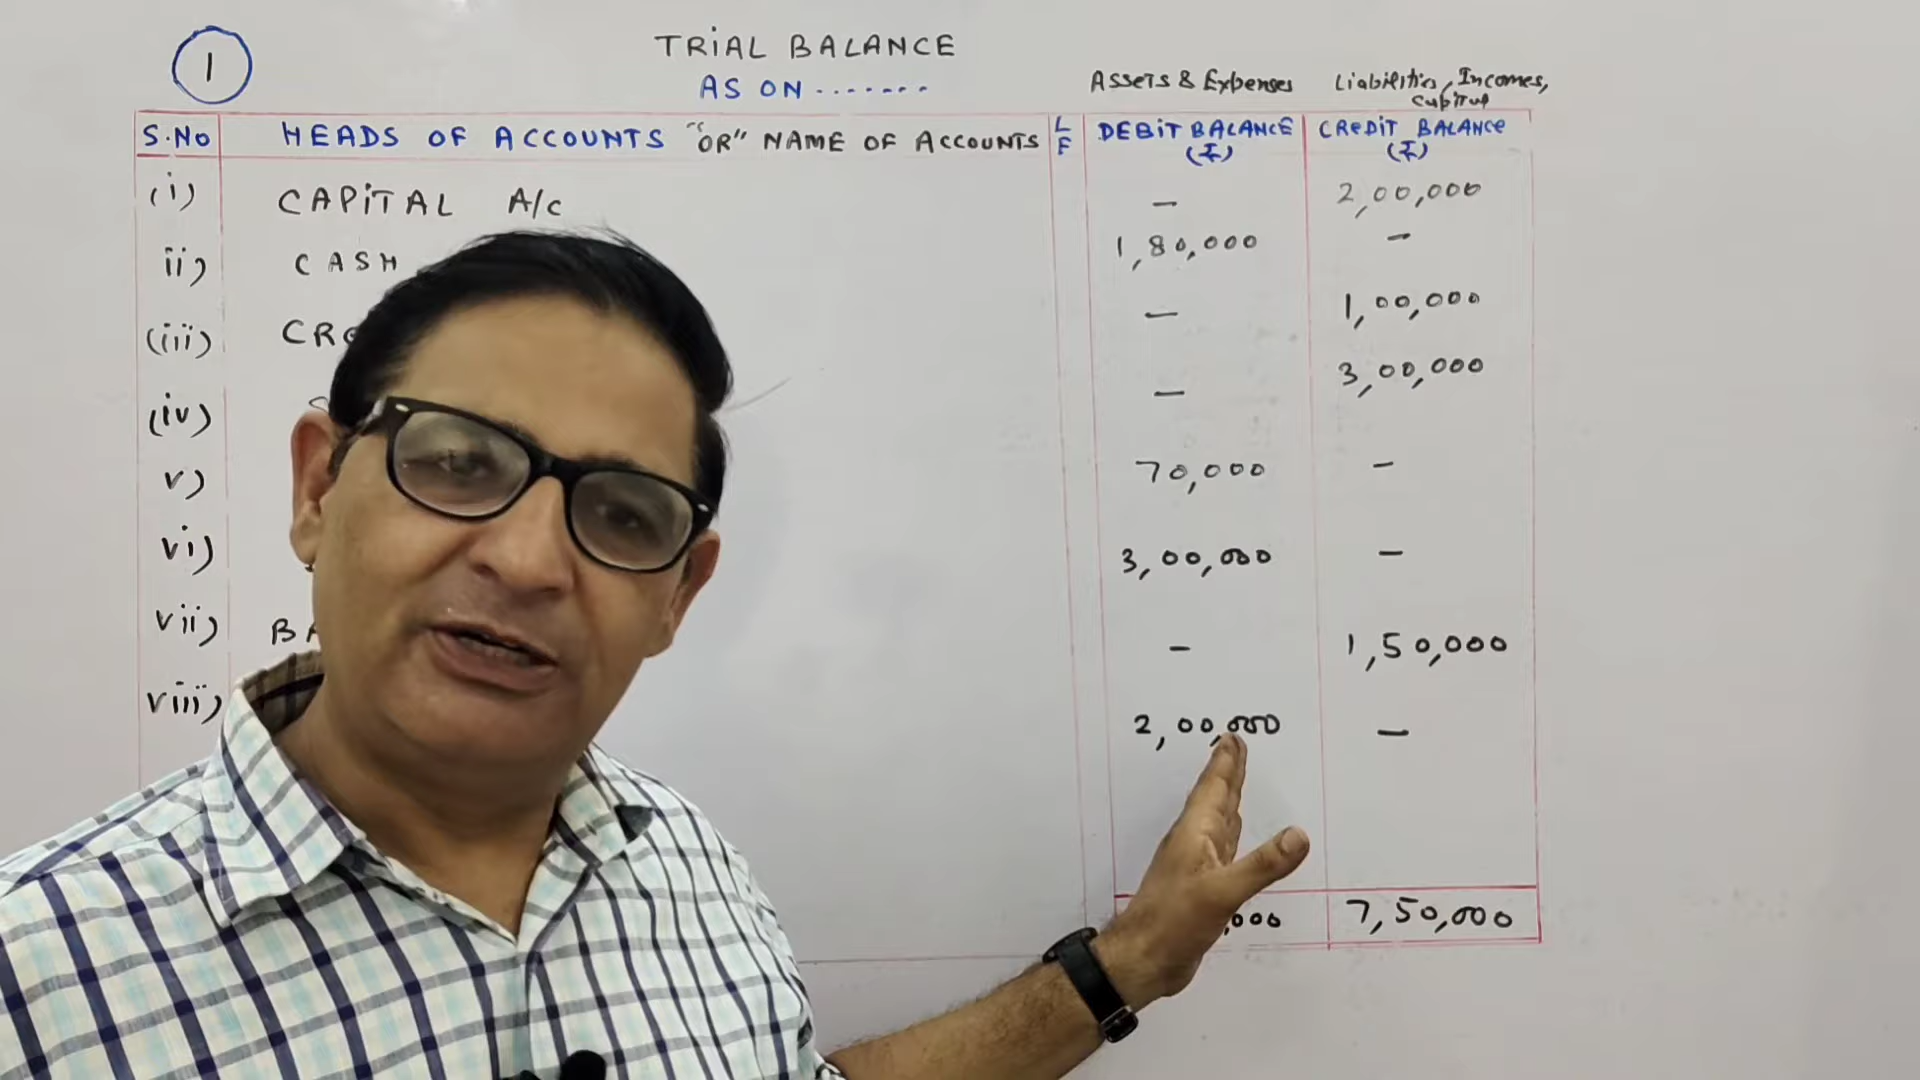 1
TRIAL BALANCE
AS ON .......
Assets & Expenses
Liabilities, Incomes,
Capital
S.NO HEADS OF ACCOUNTS "OR" NAME OF ACCOUNTS LF DEBIT BALANCE (₹) CREDIT BALANCE (₹)
(i) CAPITAL A/C — 2,00,000
ii) CASH 1,80,000 —
(iii) — 1,00,000
(iv) — 3,00,000
v) 70,000 —
vi) 3,00,000 —
vii) — 1,50,000
viii) 2,00,000 —
,000 7,50,000